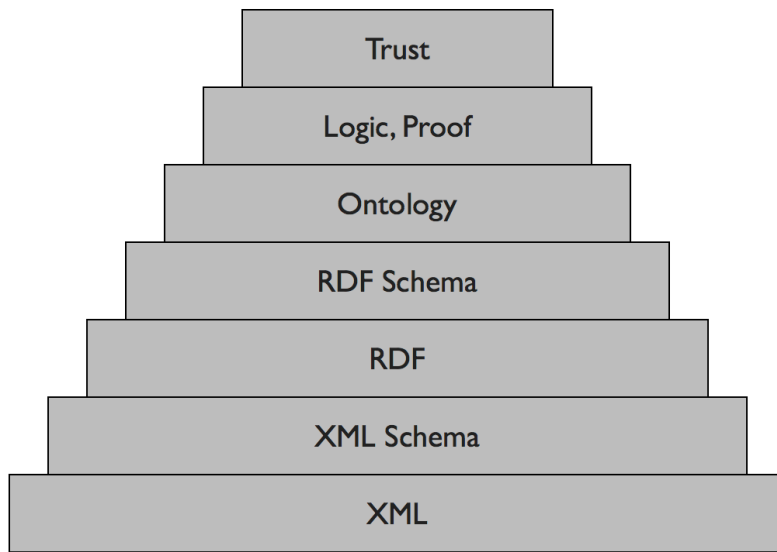 Trust
Logic, Proof
Ontology
RDF Schema
RDF
XML Schema
XML